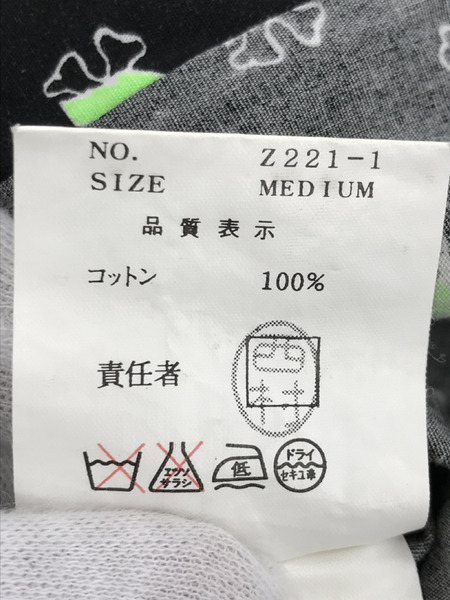 NO. Z221-1
SIZE MEDIUM
品質表示
コットン 100%
責任者
西村
エンソ
サラシ
低
ドライ
セキユ系